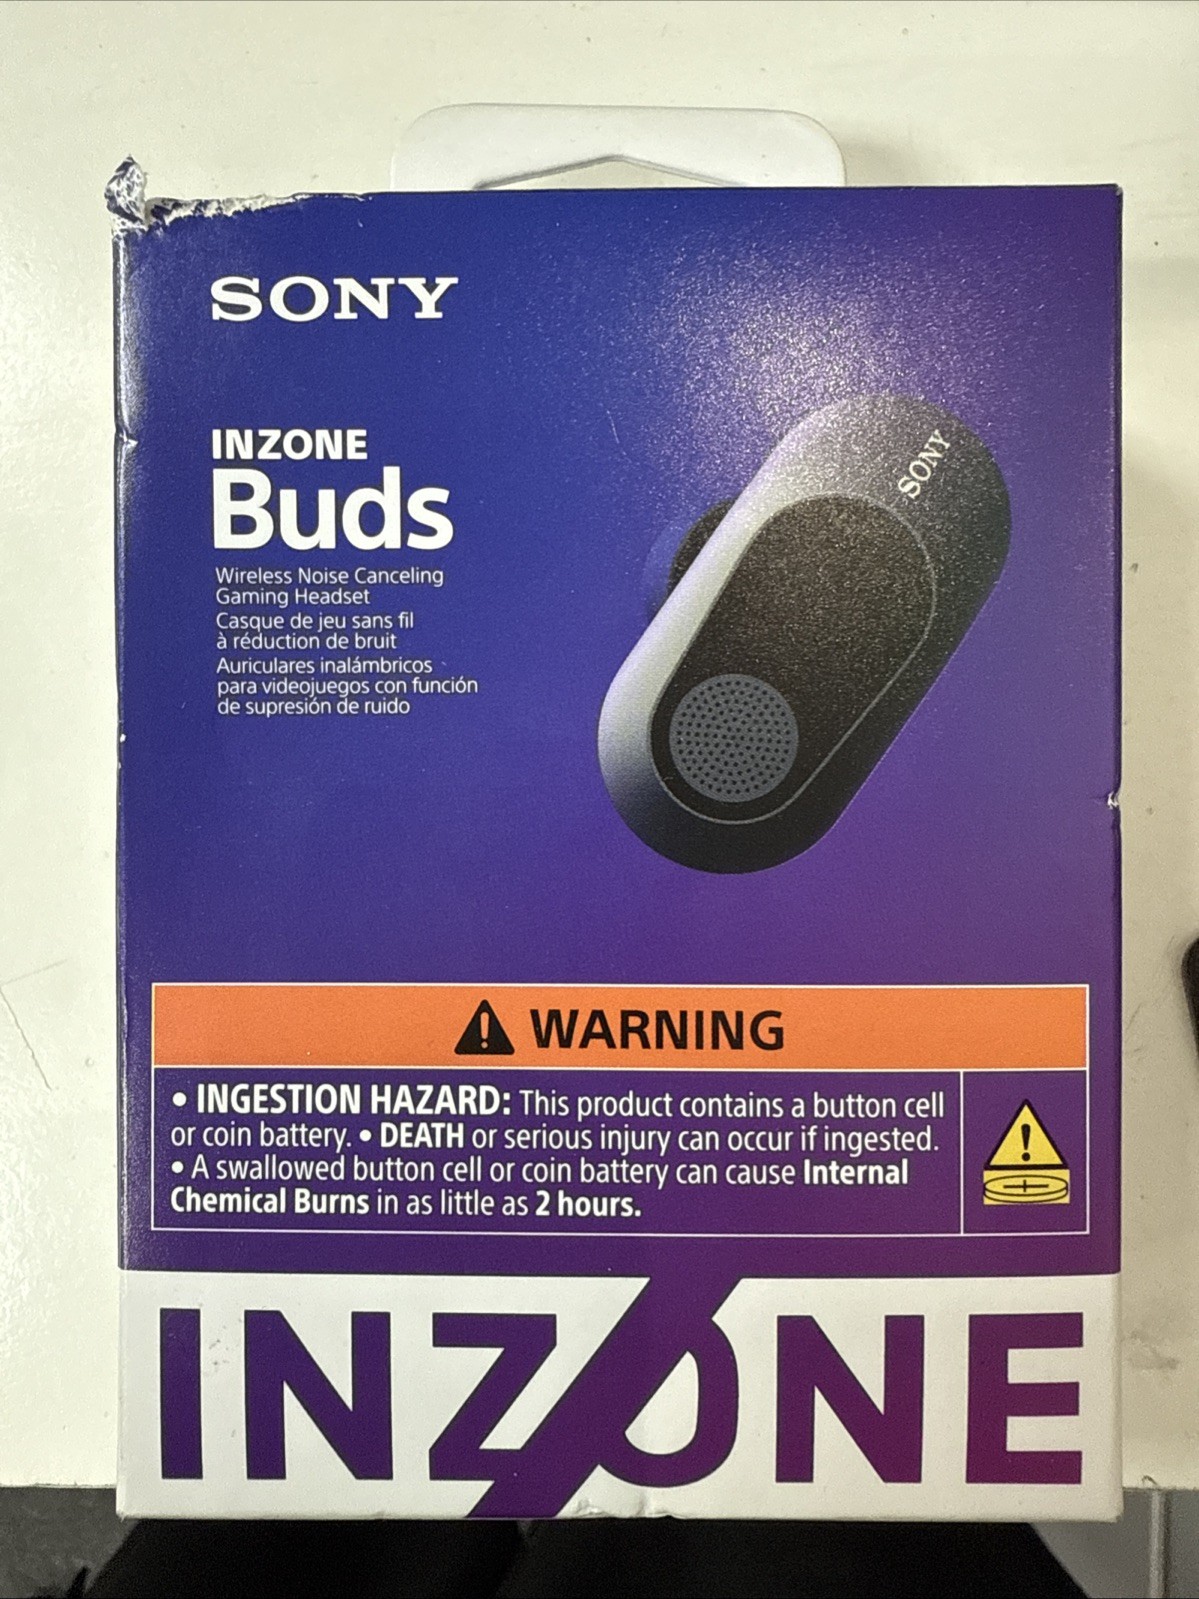 SONY
INZONE
Buds
Wireless Noise Canceling
Gaming Headset
Casque de jeu sans fil
à réduction de bruit
Auriculares inalámbricos
para videojuegos con función
de supresión de ruido
SONY
WARNING
• INGESTION HAZARD: This product contains a button cell
or coin battery. • DEATH or serious injury can occur if ingested.
• A swallowed button cell or coin battery can cause Internal
Chemical Burns in as little as 2 hours.
INZONE